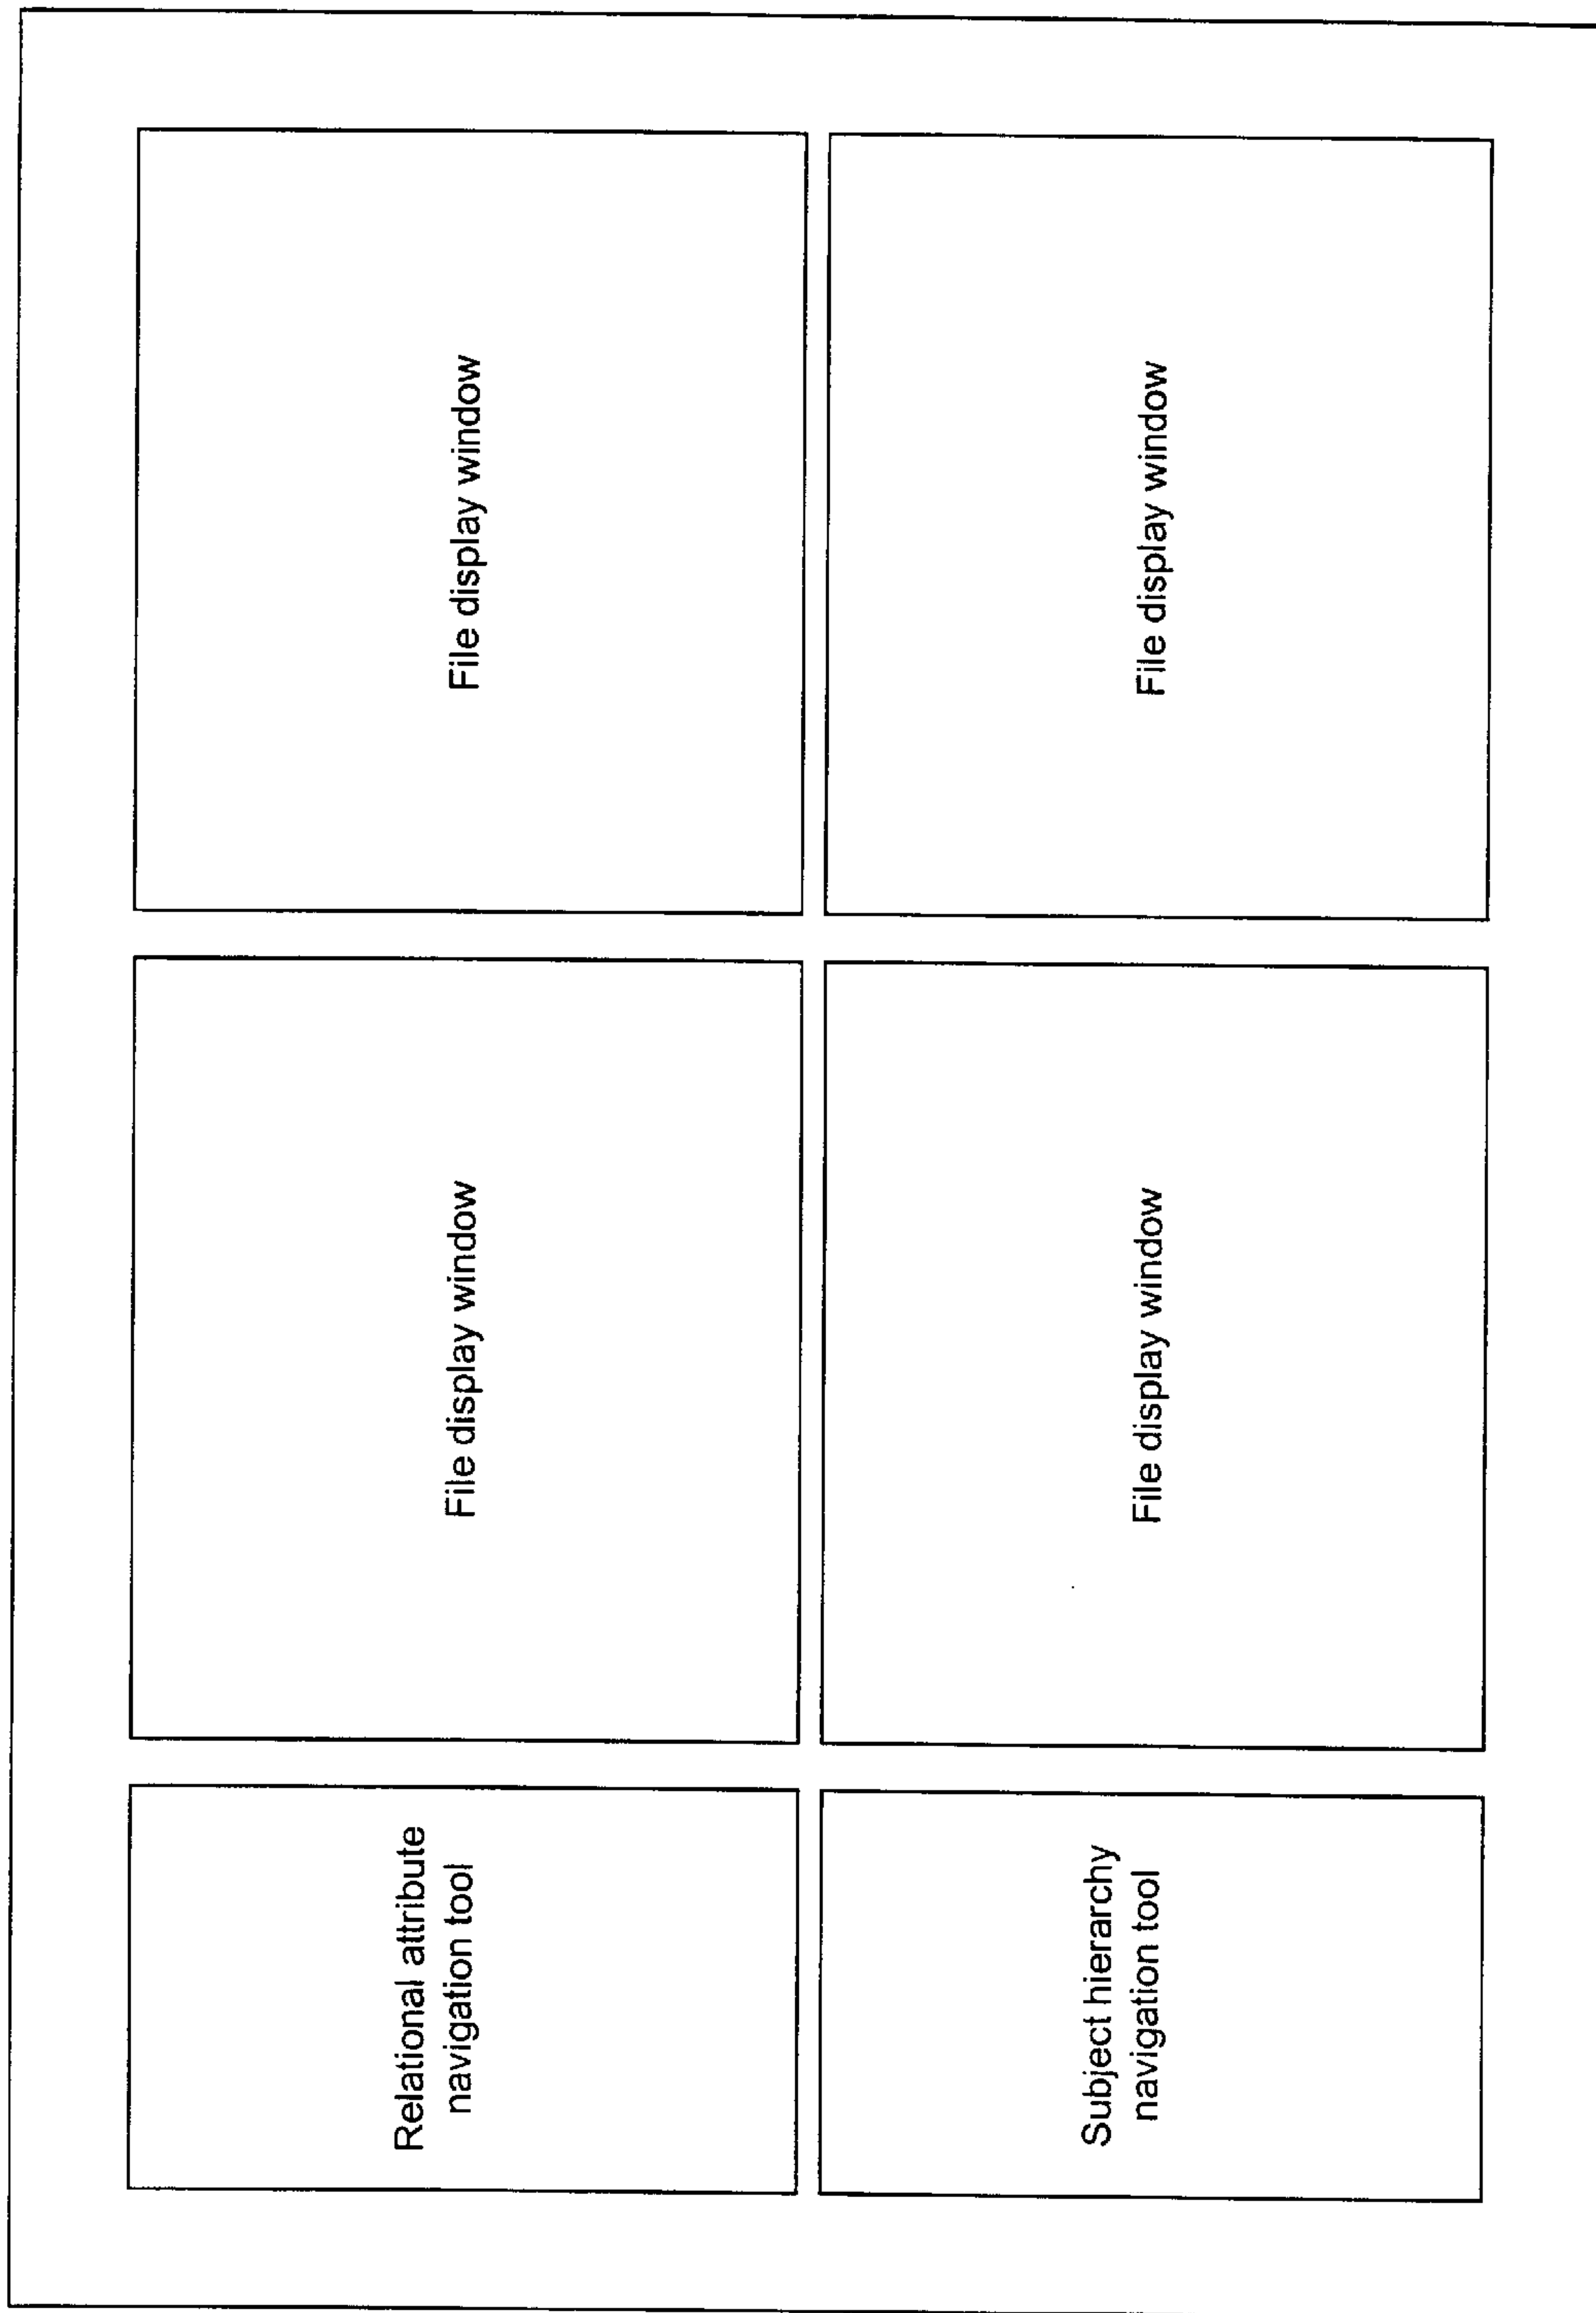 Relational attribute
navigation tool
File display window
File display window
Subject hierarchy
navigation tool
File display window
File display window